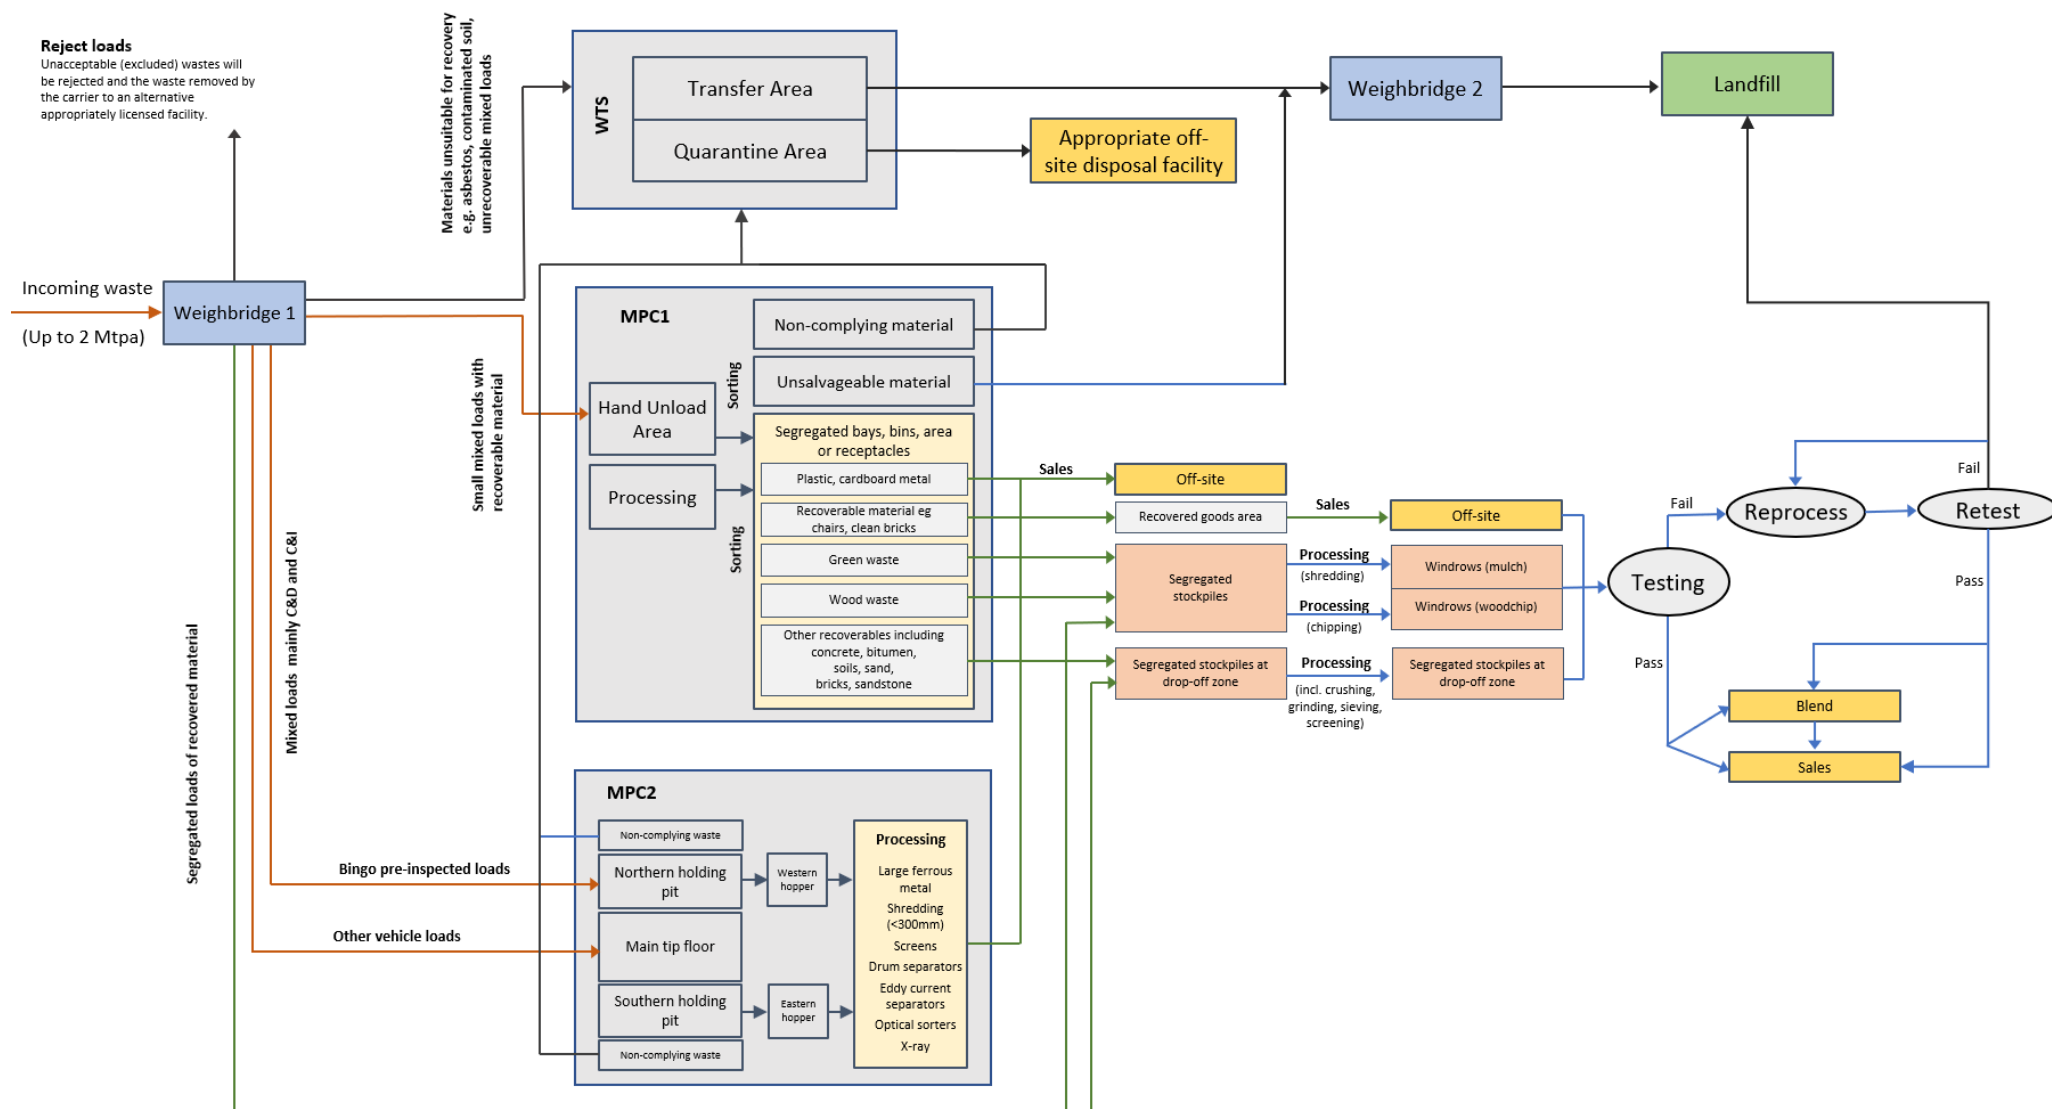 Reject loads
Unacceptable (excluded) wastes will
be rejected and the waste removed by
the carrier to an alternative
appropriately licensed facility.
Incoming waste
(Up to 2 Mtpa)
Weighbridge 1
Materials unsuitable for recovery
e.g. asbestos, contaminated soil,
unrecoverable mixed loads
Small mixed loads with
recoverable material
Mixed loads  mainly C&D and C&I
Segregated loads of recovered material
Bingo pre-inspected loads
Other vehicle loads
WTS
Transfer Area
Quarantine Area
Appropriate off-
site disposal facility
Weighbridge 2
Landfill
MPC1
Non-complying material
Unsalvageable material
Sorting
Hand Unload
Area
Processing
Sorting
Segregated bays, bins, area
or receptacles
Plastic, cardboard metal
Recoverable material eg
chairs, clean bricks
Green waste
Wood waste
Other recoverables including
concrete, bitumen,
soils, sand,
bricks, sandstone
Sales
Off-site
Recovered goods area
Sales
Off-site
Segregated
stockpiles
Processing
(shredding)
Windrows (mulch)
Processing
(chipping)
Windrows (woodchip)
Segregated stockpiles at
drop-off zone
Processing
(incl. crushing,
grinding, sieving,
screening)
Segregated stockpiles at
drop-off zone
Testing
Fail
Reprocess
Retest
Fail
Pass
Pass
Blend
Sales
MPC2
Non-complying waste
Northern holding
pit
Western
hopper
Main tip floor
Southern holding
pit
Eastern
hopper
Non-complying waste
Processing
Large ferrous
metal
Shredding
(<300mm)
Screens
Drum separators
Eddy current
separators
Optical sorters
X-ray